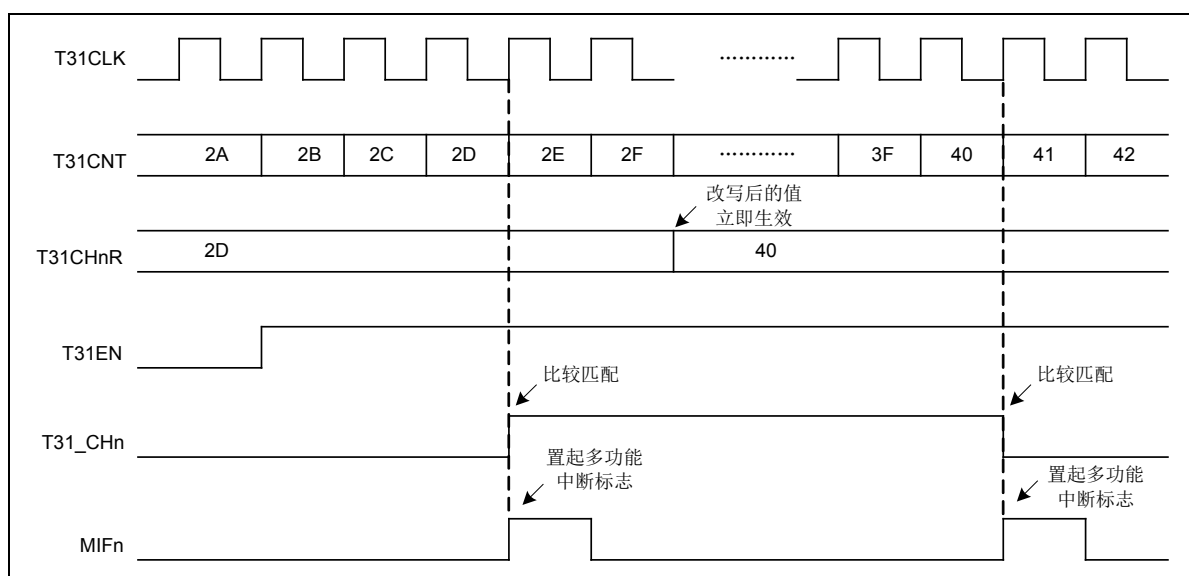 T31CLK
…………
T31CNT
2A 2B 2C 2D 2E 2F ………… 3F 40 41 42
改写后的值
立即生效
T31CHnR
2D 40
T31EN
比较匹配 比较匹配
T31_CHn
置起多功能
中断标志
置起多功能
中断标志
MIFn